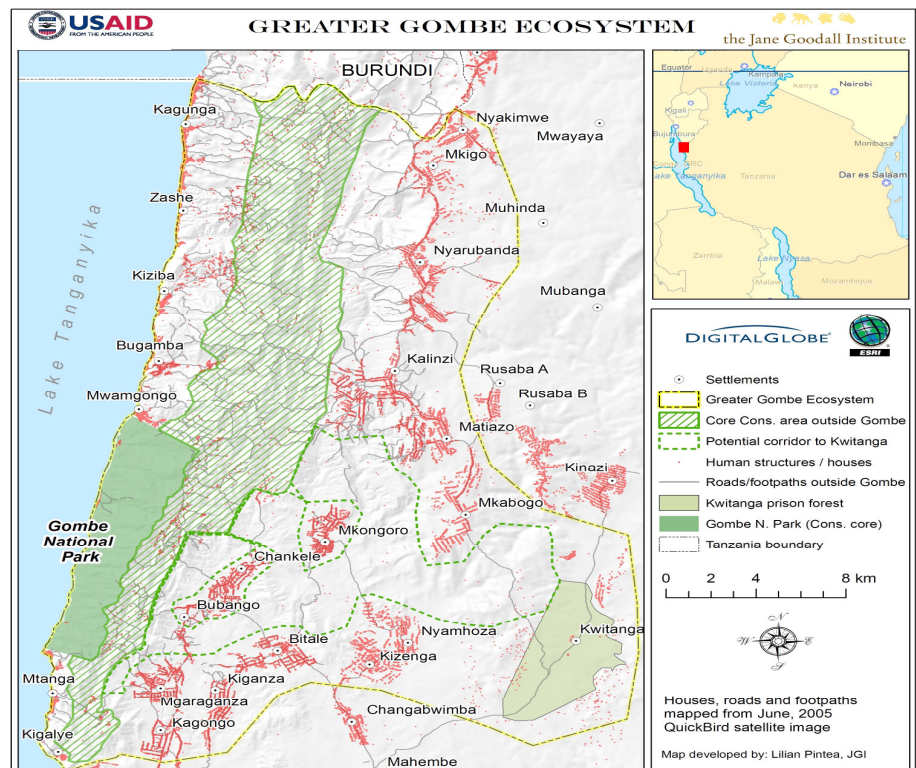 USAID
FROM THE AMERICAN PEOPLE
GREATER GOMBE ECOSYSTEM
the Jane Goodall Institute
BURUNDI
Kagunga
Nyakimwe
Mwayaya
Mkigo
Zashe
Muhinda
Nyarubanda
Kiziba
Mubanga
Lake Tanganyika
Bugamba
Kalinzi
Rusaba A
Mwamgongo
Rusaba B
Matiazo
Kinazi
Mkabogo
Gombe
National
Park
Mkongoro
Chankele
Bubango
Bitale
Nyamhoza
Kwitanga
Kizenga
Mtanga
Kiganza
Mgaraganza
Changabwimba
Kagongo
Kigalye
Mahembe
Equator
Uganda
Kampala
Lake Victoria
Kenya
Nairobi
Kigali
Bujumbura
Mombasa
Congo DRC
Lake Tanganyika
Tanzania
Dar es Salaam
Zambia
Lake Nyasa
Malawi
Mozambique
DIGITALGLOBE
ESRI
Settlements
Greater Gombe Ecosystem
Core Cons. area outside Gombe
Potential corridor to Kwitanga
Human structures / houses
Roads/footpaths outside Gombe
Kwitanga prison forest
Gombe N. Park (Cons. core)
Tanzania boundary
0 2 4 8 km
N
W E
S
Houses, roads and footpaths
mapped from June, 2005
QuickBird satellite image
Map developed by: Lilian Pintea, JGI